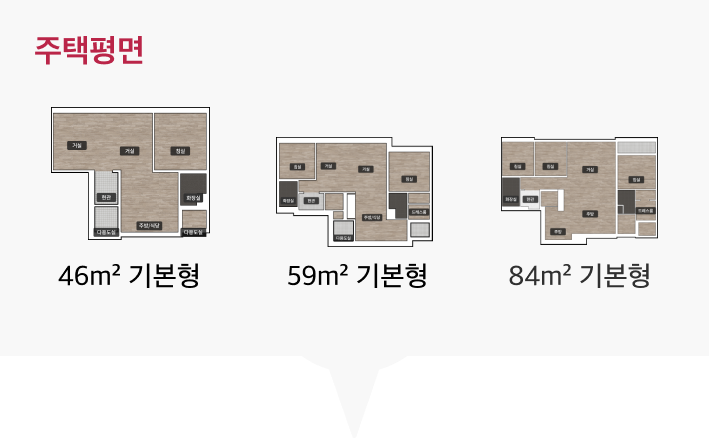 주택평면
거실
거실
침실
현관
화장실
다용도실
주방/식당
다용도실
침실
거실
거실
침실
화장실
현관
드레스룸
주방/식당
다용도실
침실
침실
거실
침실
화장실
현관
드레스룸
주방
46m² 기본형
59m² 기본형
84m² 기본형